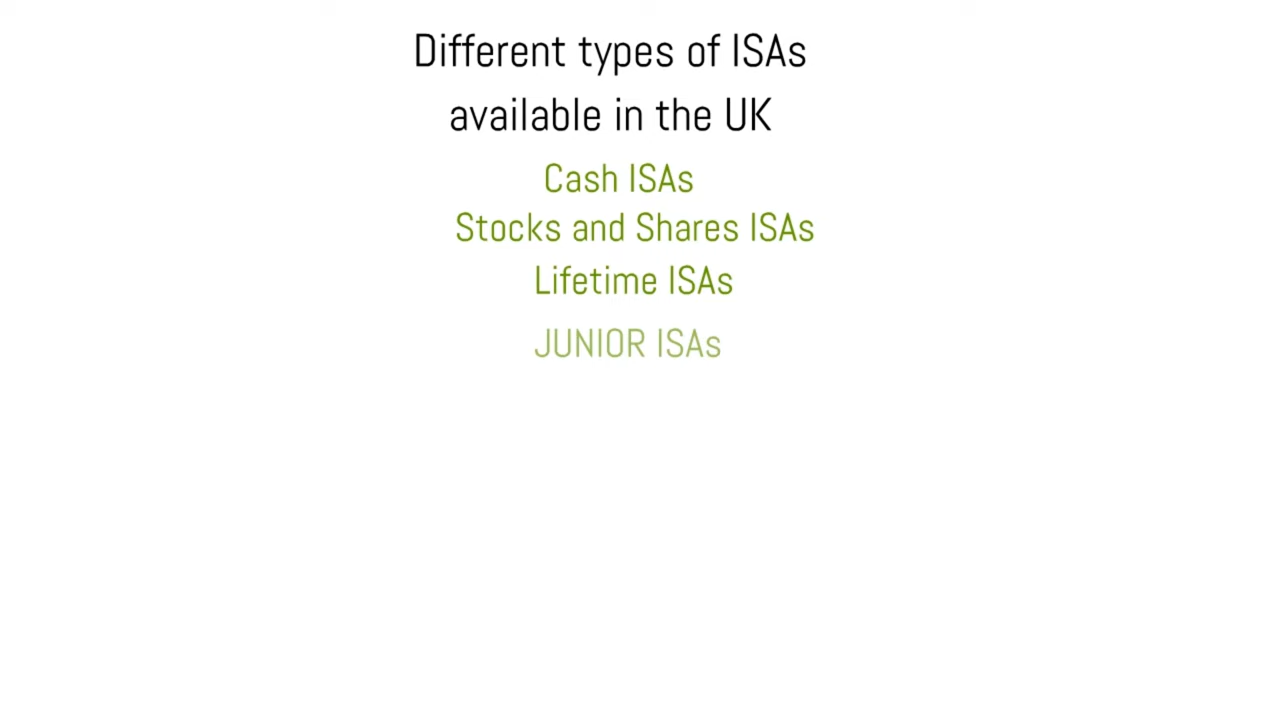 Different types of ISAs
available in the UK
Cash ISAs
Stocks and Shares ISAs
Lifetime ISAs
JUNIOR ISAs